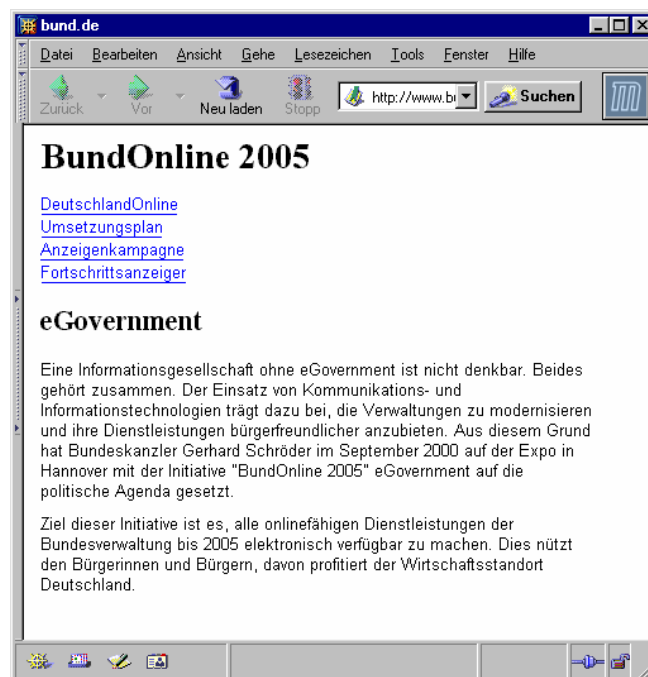 bund.de
Datei Bearbeiten Ansicht Gehe Lesezeichen Tools Fenster Hilfe
Zurück Vor Neu laden Stopp http://www.bu Suchen
BundOnline 2005
DeutschlandOnline
Umsetzungsplan
Anzeigenkampagne
Fortschrittsanzeiger
eGovernment
Eine Informationsgesellschaft ohne eGovernment ist nicht denkbar. Beides
gehört zusammen. Der Einsatz von Kommunikations- und
Informationstechnologien trägt dazu bei, die Verwaltungen zu modernisieren
und ihre Dienstleistungen bürgerfreundlicher anzubieten. Aus diesem Grund
hat Bundeskanzler Gerhard Schröder im September 2000 auf der Expo in
Hannover mit der Initiative "BundOnline 2005" eGovernment auf die
politische Agenda gesetzt.
Ziel dieser Initiative ist es, alle onlinefähigen Dienstleistungen der
Bundesverwaltung bis 2005 elektronisch verfügbar zu machen. Dies nützt
den Bürgerinnen und Bürgern, davon profitiert der Wirtschaftsstandort
Deutschland.